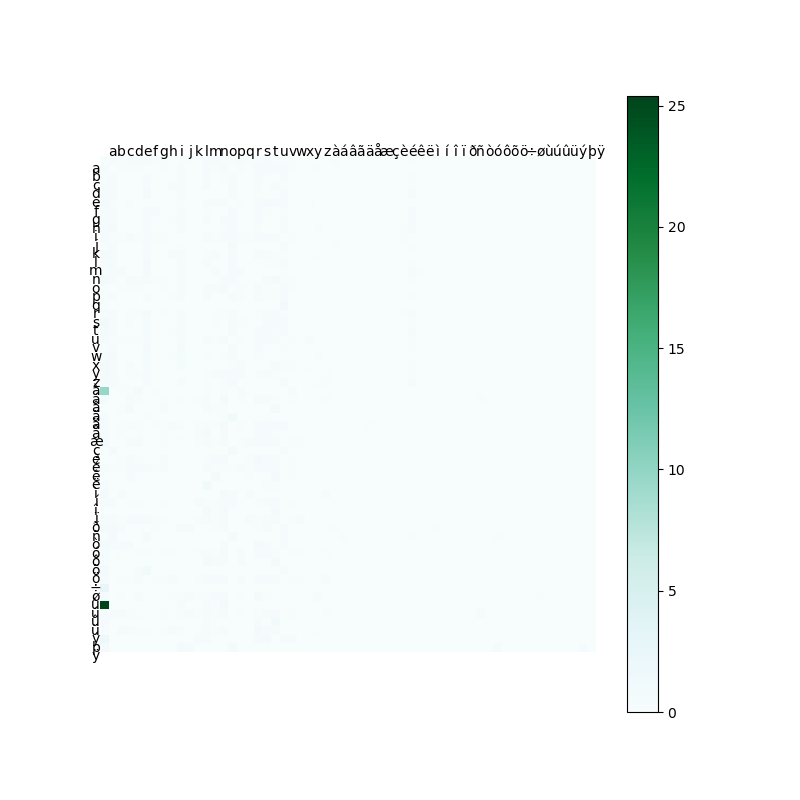 abcdefghijklmnopqrstuvwxyzàáâãäåæçèéêëìíîïðñòóôõö÷øùúûüýþÿ
a
b
c
d
e
f
g
h
i
j
k
l
m
n
o
p
q
r
s
t
u
v
w
x
y
z
à
á
â
ã
ä
å
æ
ç
è
é
ê
ë
ì
í
î
ï
ð
ñ
ò
ó
ô
õ
ö
÷
ø
ù
ú
û
ü
ý
þ
ÿ
25
20
15
10
5
0